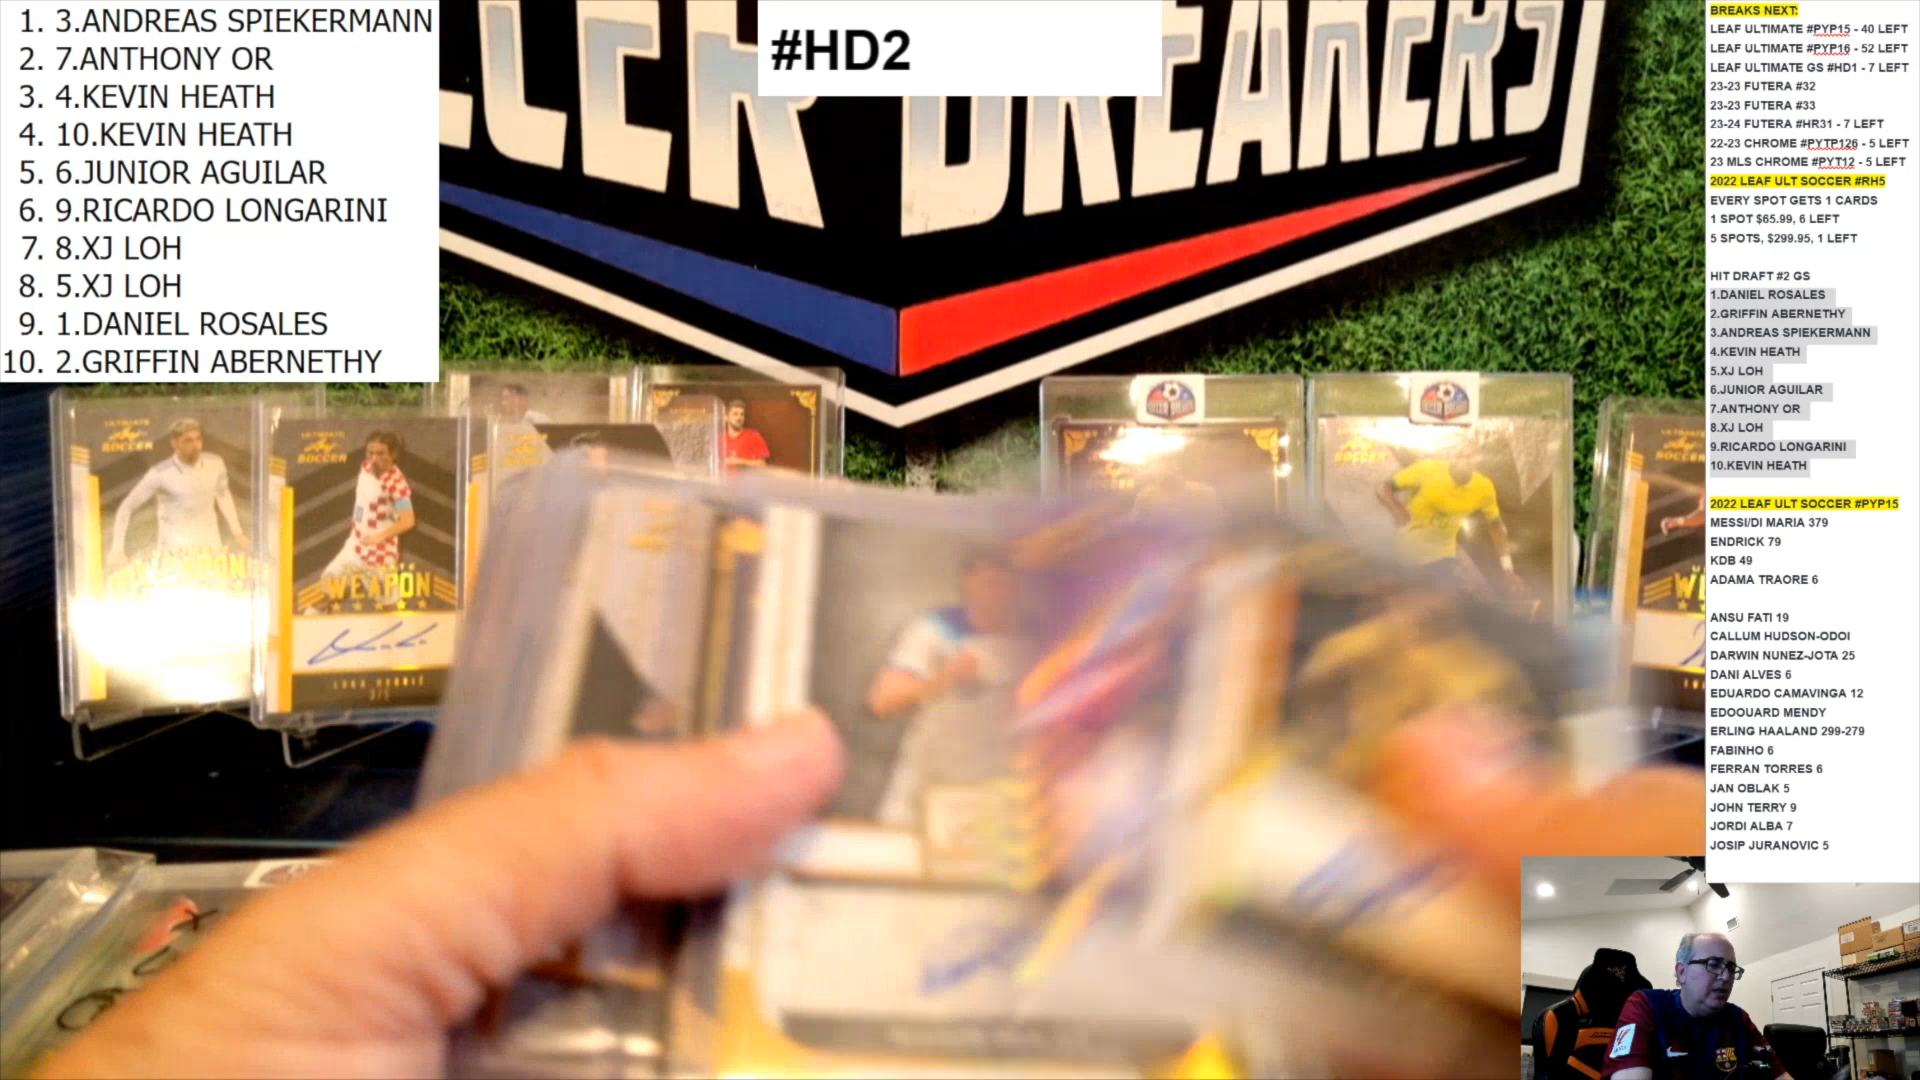 1. 3.ANDREAS SPIEKERMANN
2. 7.ANTHONY OR
3. 4.KEVIN HEATH
4. 10.KEVIN HEATH
5. 6.JUNIOR AGUILAR
6. 9.RICARDO LONGARINI
7. 8.XJ LOH
8. 5.XJ LOH
9. 1.DANIEL ROSALES
10. 2.GRIFFIN ABERNETHY
#HD2
BREAKERS
ULTIMATE
SOCCER
ULTIMATE
SOCCER
WEAPON
3/5
BREAKS NEXT:
LEAF ULTIMATE #PYP15 - 40 LEFT
LEAF ULTIMATE #PYP16 - 52 LEFT
LEAF ULTIMATE GS #HD1 - 7 LEFT
23-23 FUTERA #32
23-23 FUTERA #33
23-24 FUTERA #HR31 - 7 LEFT
22-23 CHROME #PYTP126 - 5 LEFT
23 MLS CHROME #PYT12 - 5 LEFT
2022 LEAF ULT SOCCER #RH5
EVERY SPOT GETS 1 CARDS
1 SPOT $65.99, 6 LEFT
5 SPOTS, $299.95, 1 LEFT
HIT DRAFT #2 GS
1.DANIEL ROSALES
2.GRIFFIN ABERNETHY
3.ANDREAS SPIEKERMANN
4.KEVIN HEATH
5.XJ LOH
6.JUNIOR AGUILAR
7.ANTHONY OR
8.XJ LOH
9.RICARDO LONGARINI
10.KEVIN HEATH
2022 LEAF ULT SOCCER #PYP15
MESSI/DI MARIA 379
ENDRICK 79
KDB 49
ADAMA TRAORE 6
ANSU FATI 19
CALLUM HUDSON-ODOI
DARWIN NUNEZ-JOTA 25
DANI ALVES 6
EDUARDO CAMAVINGA 12
EDOOUARD MENDY
ERLING HAALAND 299-279
FABINHO 6
FERRAN TORRES 6
JAN OBLAK 5
JOHN TERRY 9
JORDI ALBA 7
JOSIP JURANOVIC 5